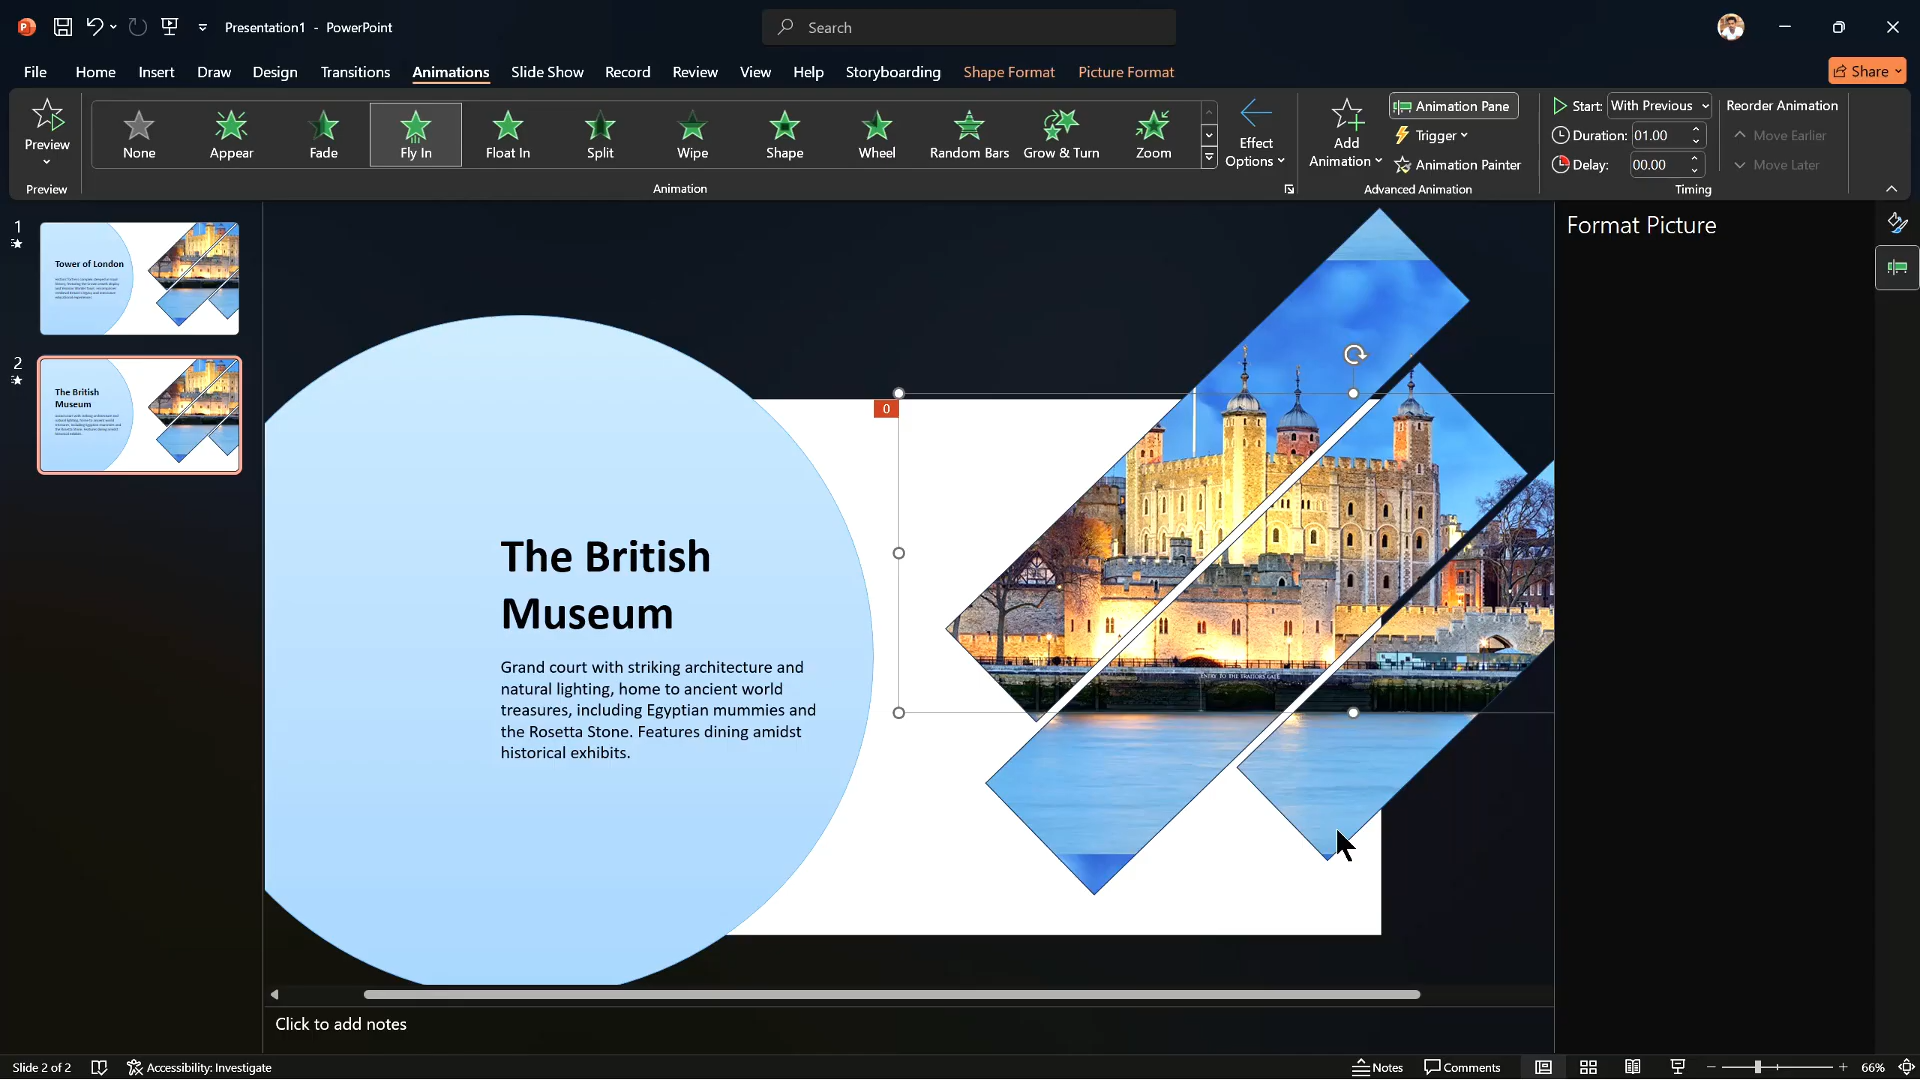 Presentation1 - PowerPoint
Search
File Home Insert Draw Design Transitions Animations Slide Show Record Review View Help Storyboarding Shape Format Picture Format
Share
Preview
Preview
None Appear Fade Fly In Float In Split Wipe Shape Wheel Random Bars Grow & Turn Zoom
Animation
Effect
Options
Add
Animation
Animation Pane
Trigger
Animation Painter
Advanced Animation
Start: With Previous
Duration: 01.00
Delay: 00.00
Timing
Reorder Animation
Move Earlier
Move Later
1
Tower of London
2
The British
Museum
0
The British
Museum
Grand court with striking architecture and
natural lighting, home to ancient world
treasures, including Egyptian mummies and
the Rosetta Stone. Features dining amidst
historical exhibits.
ENTRY TO THE TRAITORS GATE
Format Picture
Click to add notes
Slide 2 of 2
Accessibility: Investigate
Notes
Comments
66%